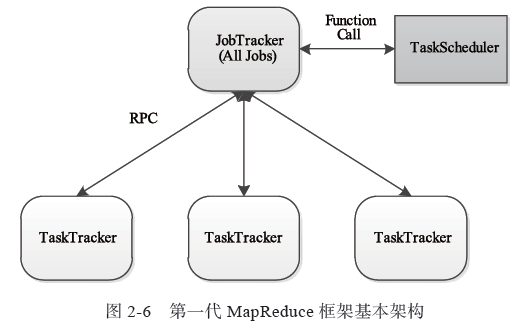 JobTracker
(All Jobs)
Function
Call
TaskScheduler
RPC
TaskTracker
TaskTracker
TaskTracker
图 2-6 第一代 MapReduce 框架基本架构